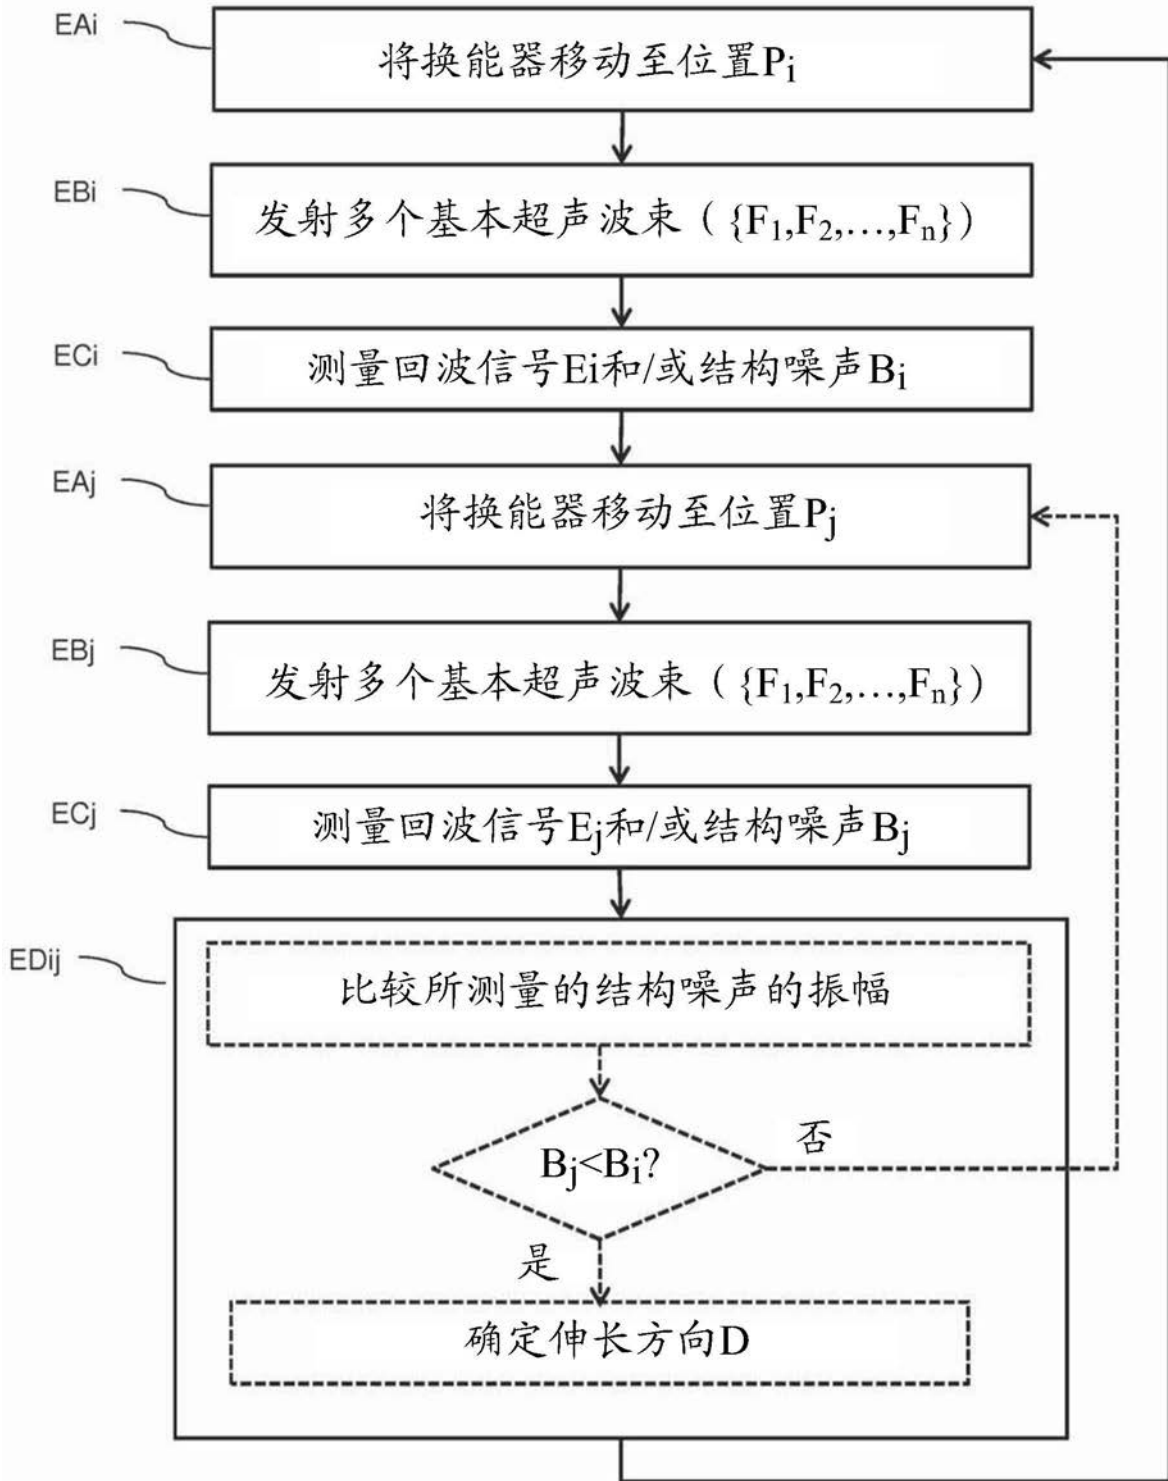 EAi
将换能器移动至位置Pi
EBi
发射多个基本超声波束（{F1,F2,…,Fn}）
ECi
测量回波信号Ei和/或结构噪声Bi
EAj
将换能器移动至位置Pj
EBj
发射多个基本超声波束（{F1,F2,…,Fn}）
ECj
测量回波信号Ej和/或结构噪声Bj
EDij
比较所测量的结构噪声的振幅
否
Bj<Bi?
是
确定伸长方向D